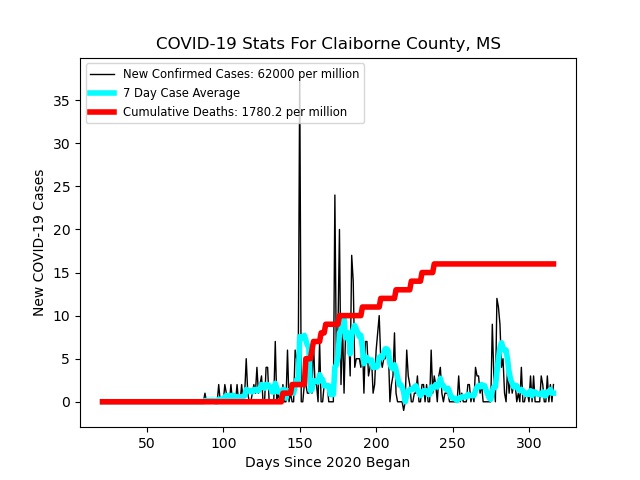 COVID-19 Stats For Claiborne County, MS
New Confirmed Cases: 62000 per million
7 Day Case Average
Cumulative Deaths: 1780.2 per million
New COVID-19 Cases
35
30
25
20
15
10
5
0
50 100 150 200 250 300
Days Since 2020 Began